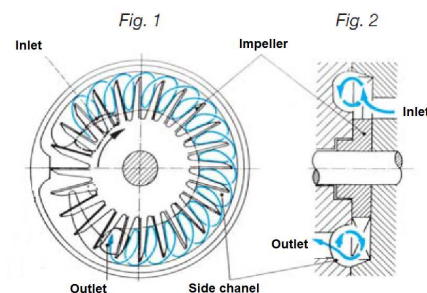 Fig. 1
Fig. 2
Inlet
Impeller
Inlet
Outlet
Outlet
Side chanel